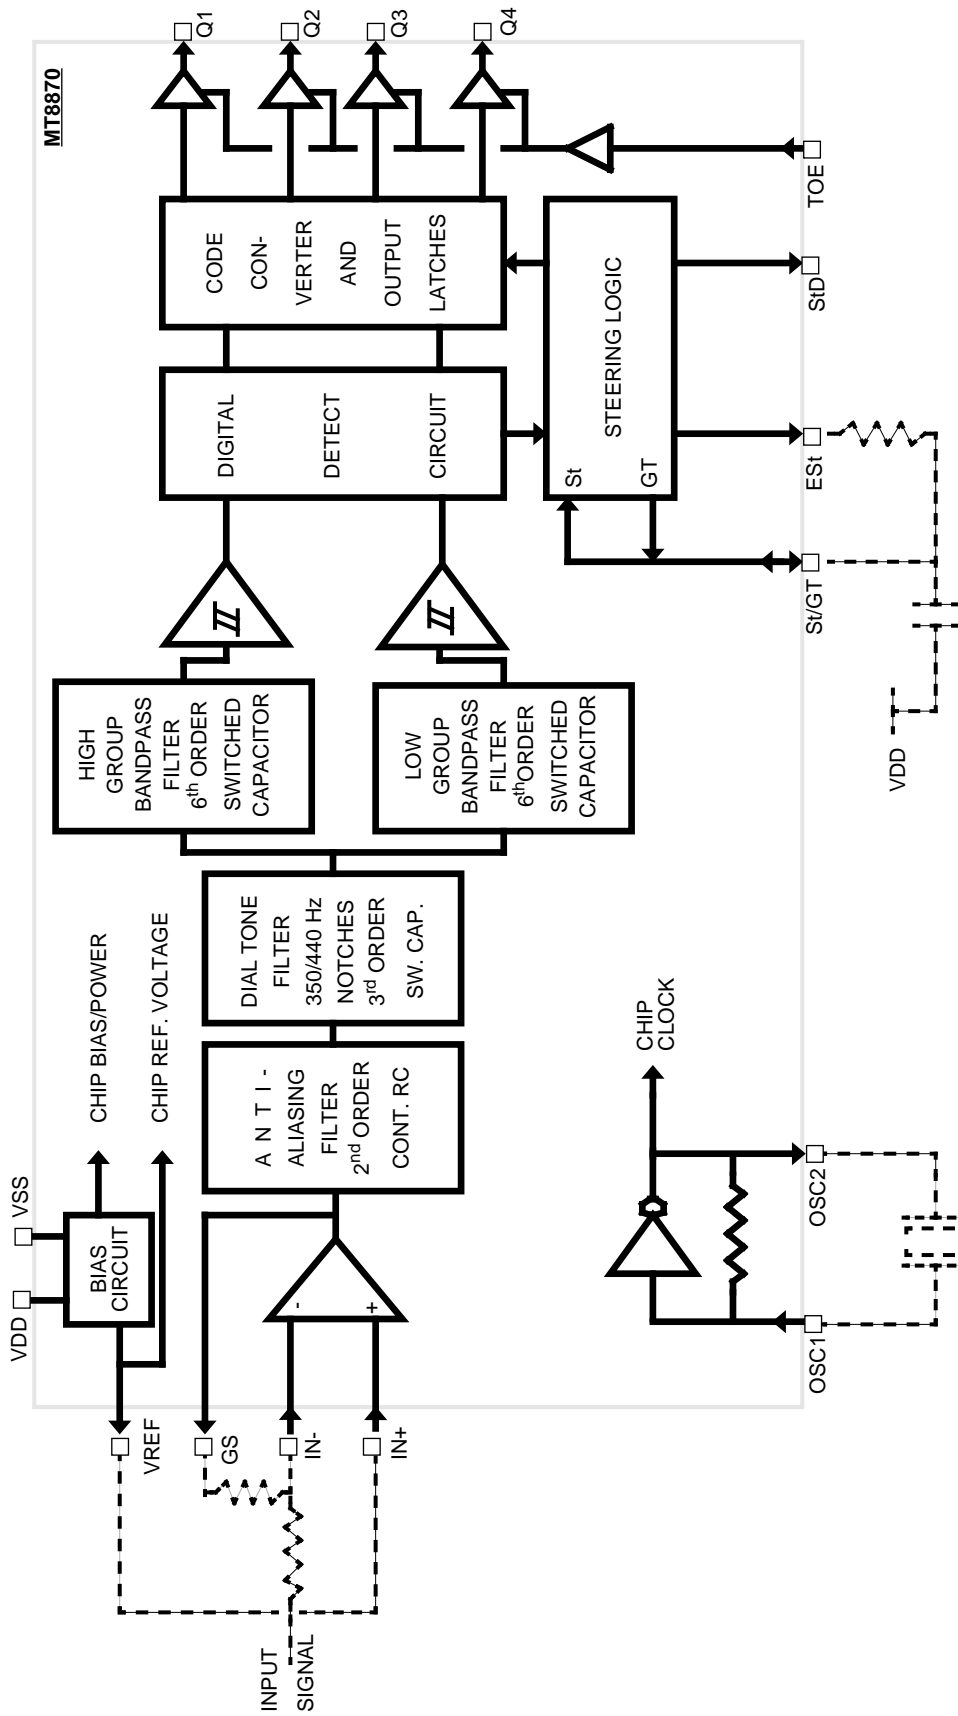 MT8870
VDD
VSS
BIAS
CIRCUIT
CHIP BIAS/POWER
CHIP REF. VOLTAGE
VREF
GS
IN-
IN+
INPUT
SIGNAL
-
+
A N T I -
ALIASING
FILTER
2nd ORDER
CONT. RC
DIAL TONE
FILTER
350/440 Hz
NOTCHES
3rd ORDER
SW. CAP.
HIGH
GROUP
BANDPASS
FILTER
6th ORDER
SWITCHED
CAPACITOR
LOW
GROUP
BANDPASS
FILTER
6thORDER
SWITCHED
CAPACITOR
DIGITAL
DETECT
CIRCUIT
CODE
CON-
VERTER
AND
OUTPUT
LATCHES
Q1
Q2
Q3
Q4
St
GT
STEERING LOGIC
CHIP
CLOCK
OSC1
OSC2
St/GT
ESt
StD
TOE
VDD